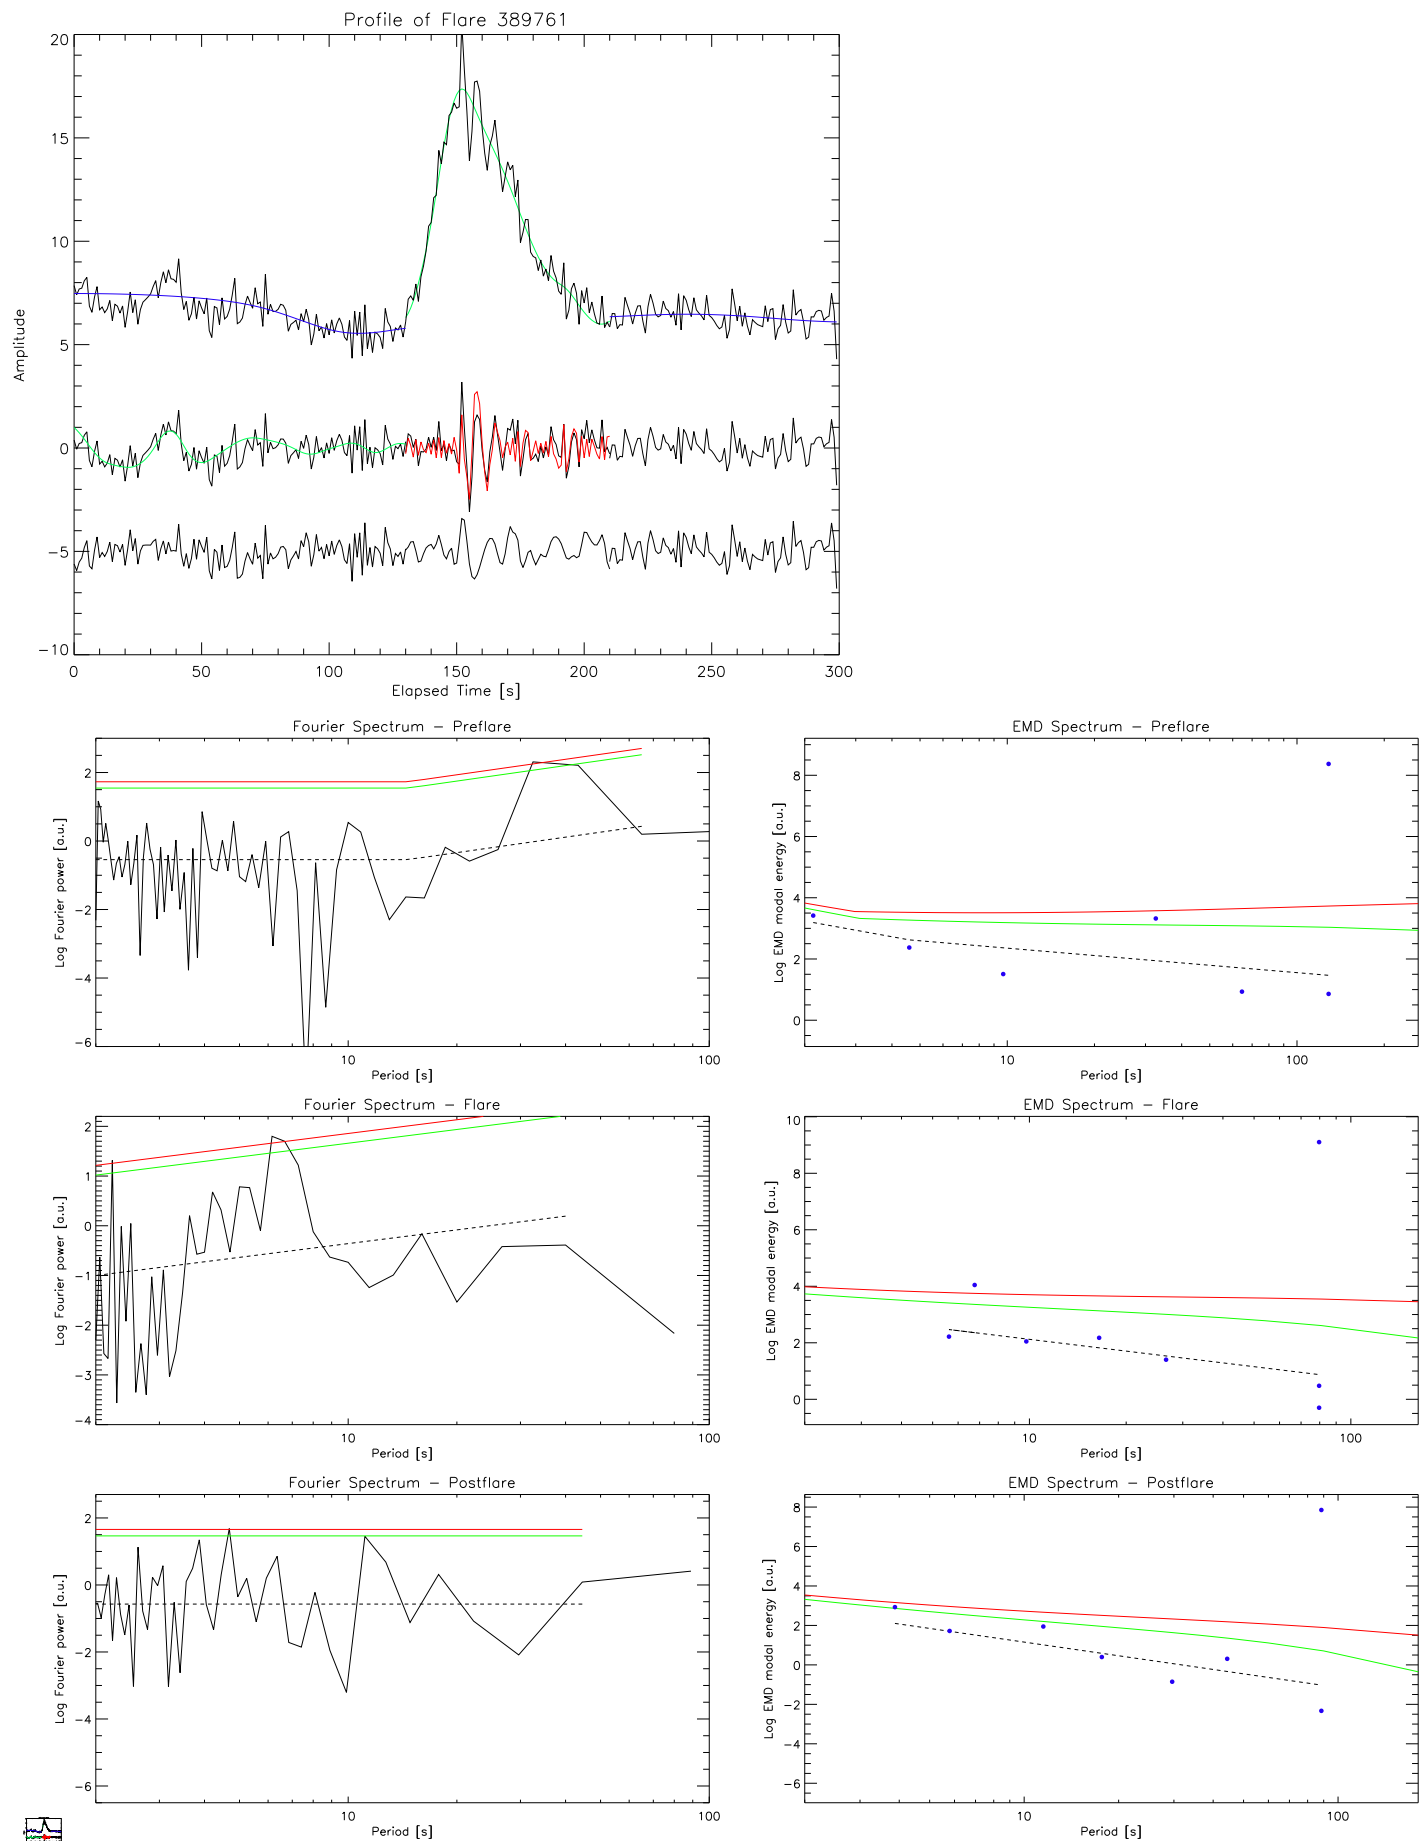 Profile of Flare 389761
20
15
10
5
0
−5
−10
Amplitude
0 50 100 150 200 250 300
Elapsed Time [s]
Fourier Spectrum − Preflare
2
0
−2
−4
−6
Log Fourier power [a.u.]
10 100
Period [s]
EMD Spectrum − Preflare
8
6
4
2
0
Log EMD modal energy [a.u.]
10 100
Period [s]
Fourier Spectrum − Flare
2
1
0
−1
−2
−3
−4
Log Fourier power [a.u.]
10 100
Period [s]
EMD Spectrum − Flare
10
8
6
4
2
0
Log EMD modal energy [a.u.]
10 100
Period [s]
Fourier Spectrum − Postflare
2
0
−2
−4
−6
Log Fourier power [a.u.]
10 100
Period [s]
EMD Spectrum − Postflare
8
6
4
2
0
−2
−4
−6
Log EMD modal energy [a.u.]
10 100
Period [s]